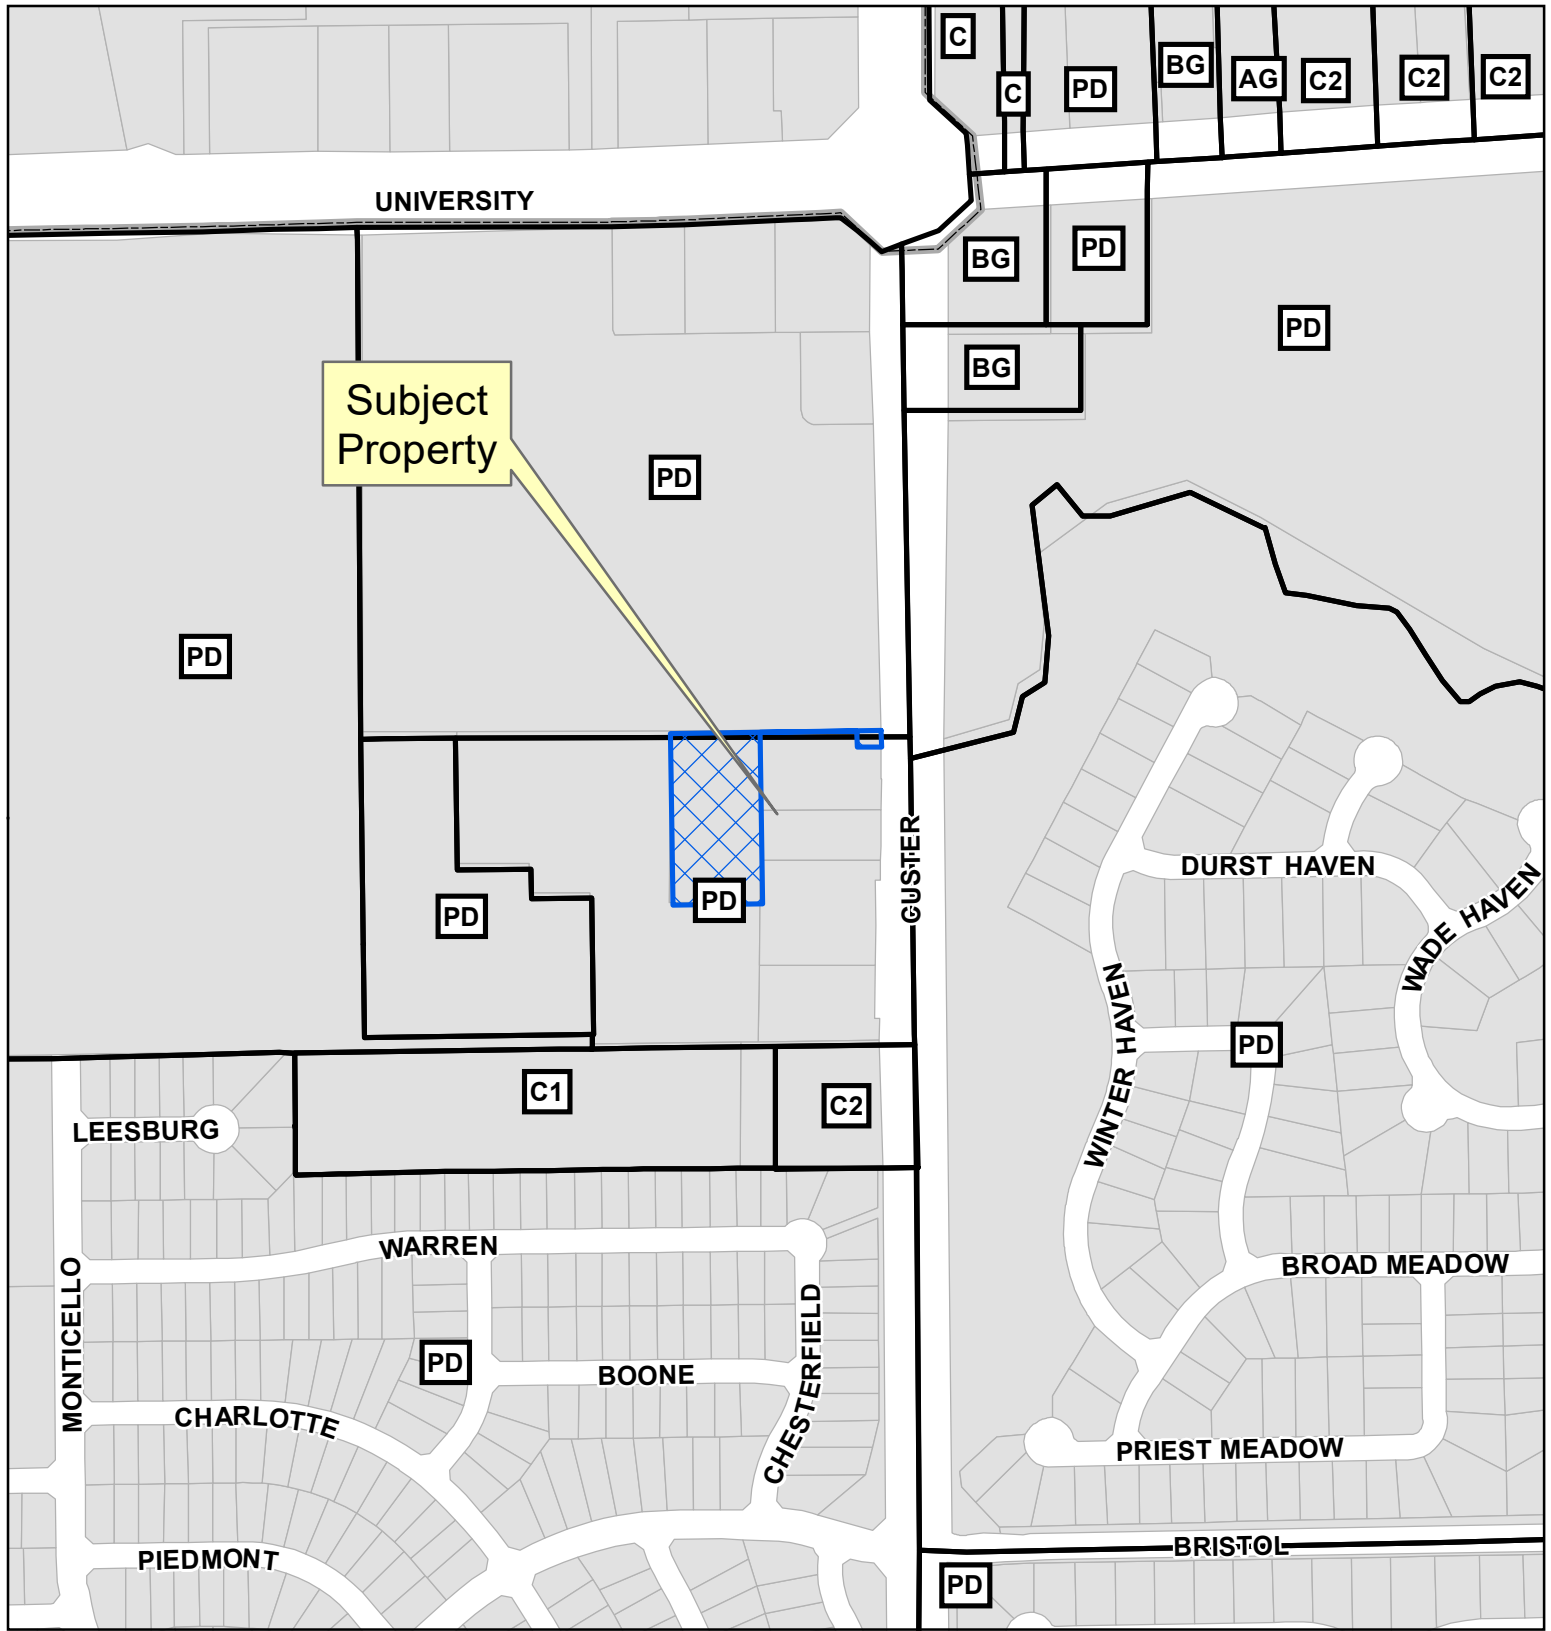 C
C
PD
BG
AG
C2
C2
C2
UNIVERSITY
BG
PD
PD
BG
Subject
Property
PD
PD
CUSTER
DURST HAVEN
WADE HAVEN
PD
PD
WINTER HAVEN
PD
C1
C2
LEESBURG
WARREN
MONTICELLO
BROAD MEADOW
CHESTERFIELD
PD
BOONE
CHARLOTTE
PRIEST MEADOW
PIEDMONT
BRISTOL
PD